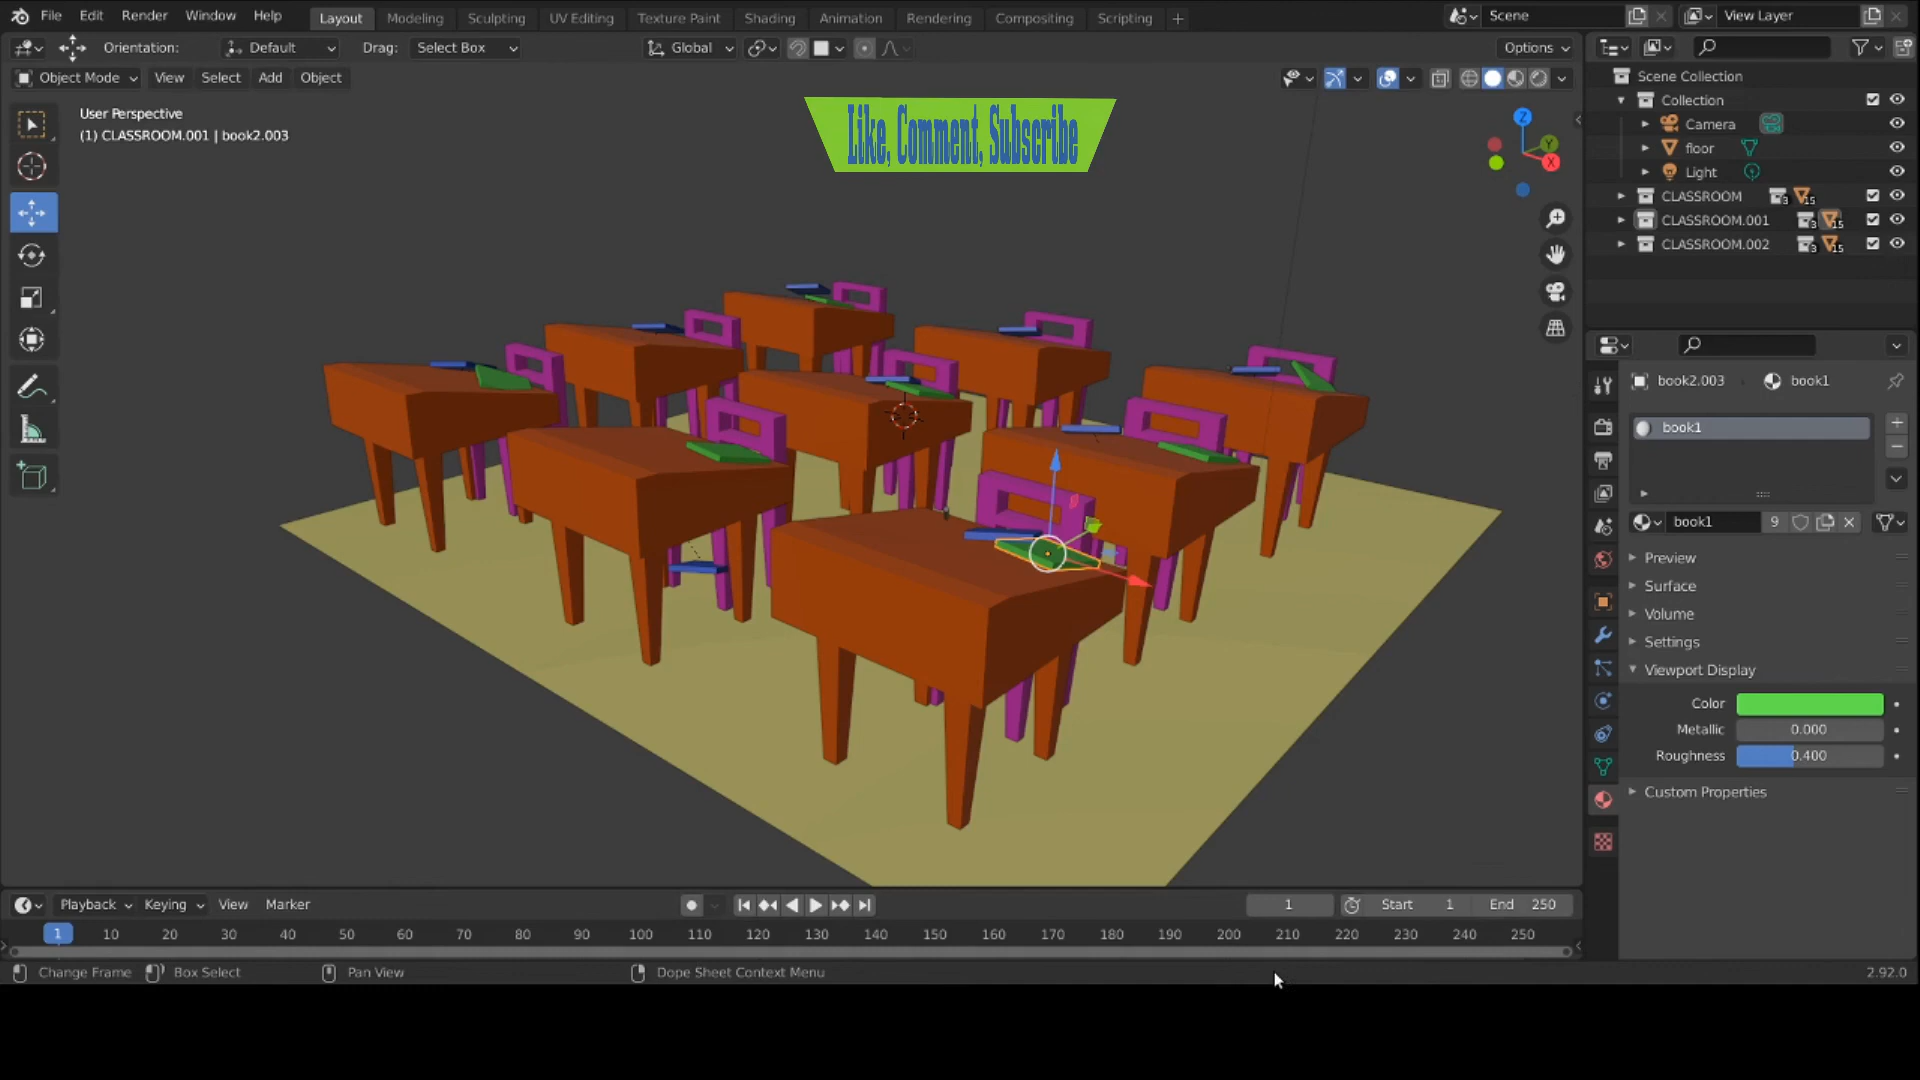 File Edit Render Window Help Layout Modeling Sculpting UV Editing Texture Paint Shading Animation Rendering Compositing Scripting + Scene View Layer
Orientation: Default Drag: Select Box Global Options
Object Mode View Select Add Object
User Perspective
(1) CLASSROOM.001 | book2.003
Like, Comment, Subscribe
Z
Y
X
Scene Collection
Collection
Camera
floor
Light
CLASSROOM 3 15
CLASSROOM.001 3 15
CLASSROOM.002 3 15
book2.003 book1
book1
book1 9
Preview
Surface
Volume
Settings
Viewport Display
Color
Metallic 0.000
Roughness 0.400
Custom Properties
Playback Keying View Marker 1 Start 1 End 250
1 10 20 30 40 50 60 70 80 90 100 110 120 130 140 150 160 170 180 190 200 210 220 230 240 250
Change Frame Box Select Pan View Dope Sheet Context Menu 2.92.0